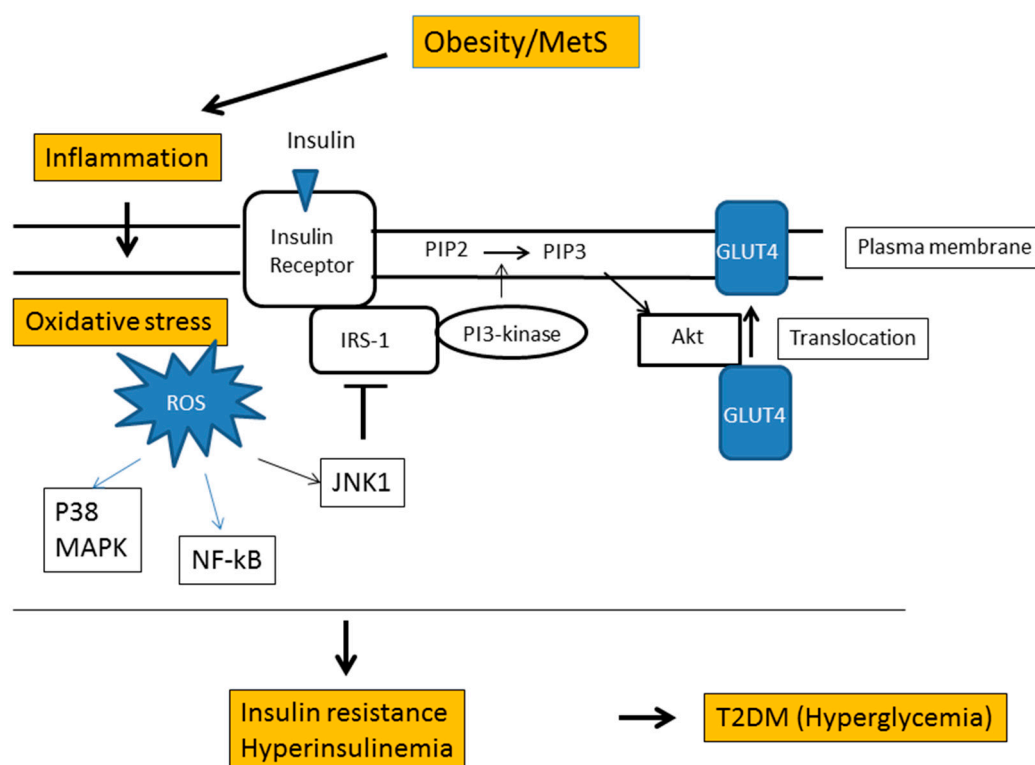 Obesity/MetS
Inflammation
Insulin
Insulin
Receptor
PIP2
PIP3
GLUT4
Plasma membrane
Oxidative stress
IRS-1
PI3-kinase
Akt
Translocation
ROS
GLUT4
JNK1
P38
MAPK
NF-kB
Insulin resistance
Hyperinsulinemia
T2DM (Hyperglycemia)